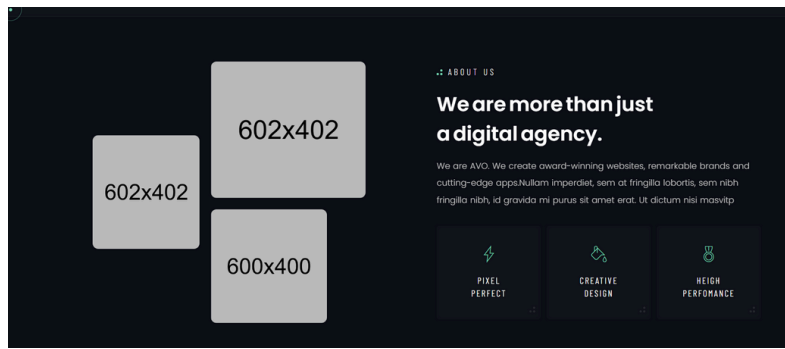 602x402
602x402
600x400
ABOUT US
We are more than just
a digital agency.
We are AVO. We create award-winning websites, remarkable brands and
cutting-edge apps.Nullam imperdiet, sem at fringilla lobortis, sem nibh
fringilla nibh, id gravida mi purus sit amet erat. Ut dictum nisi masvitp
PIXEL
PERFECT
CREATIVE
DESIGN
HEIGH
PERFOMANCE